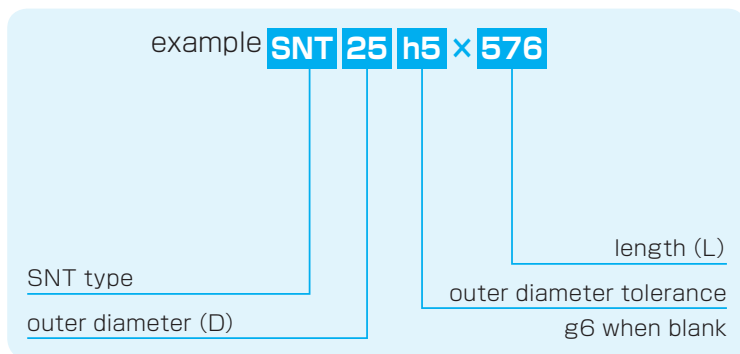 example SNT 25 h5 × 576
length (L)
SNT type
outer diameter tolerance
outer diameter (D)
g6 when blank